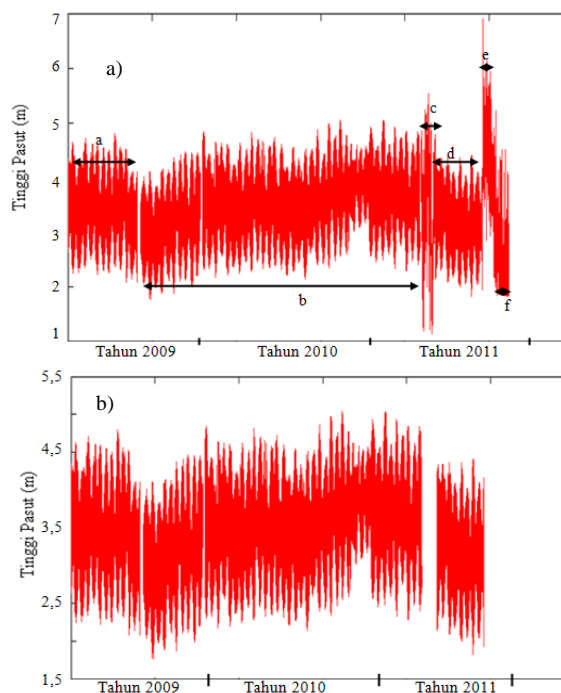 a)
Tinggi Pasut (m)
7
6
5
4
3
2
1
a
b
c
d
e
f
Tahun 2009
Tahun 2010
Tahun 2011
b)
Tinggi Pasut (m)
5,5
4,5
3,5
2,5
1,5
Tahun 2009
Tahun 2010
Tahun 2011